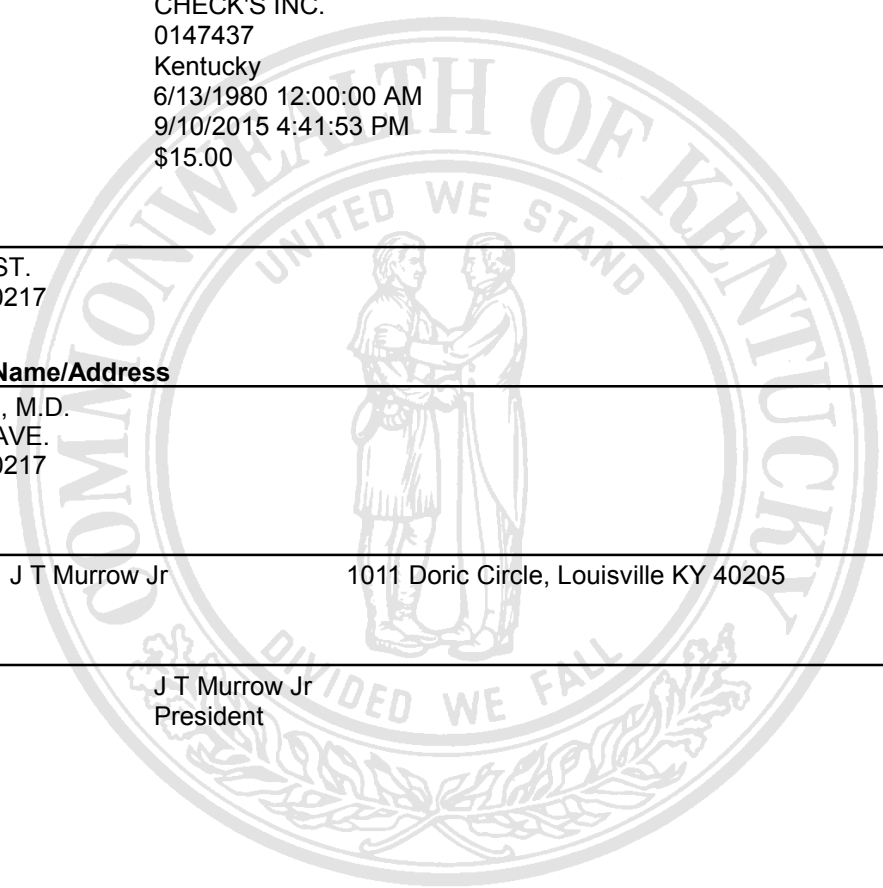 CHECK'S INC.
0147437
Kentucky
6/13/1980 12:00:00 AM
9/10/2015 4:41:53 PM
$15.00
ST.
0217
Name/Address
, M.D.
AVE.
0217
J T Murrow Jr 1011 Doric Circle, Louisville KY 40205
J T Murrow Jr
President
COMMONWEALTH OF KENTUCKY
UNITED WE STAND
DIVIDED WE FALL